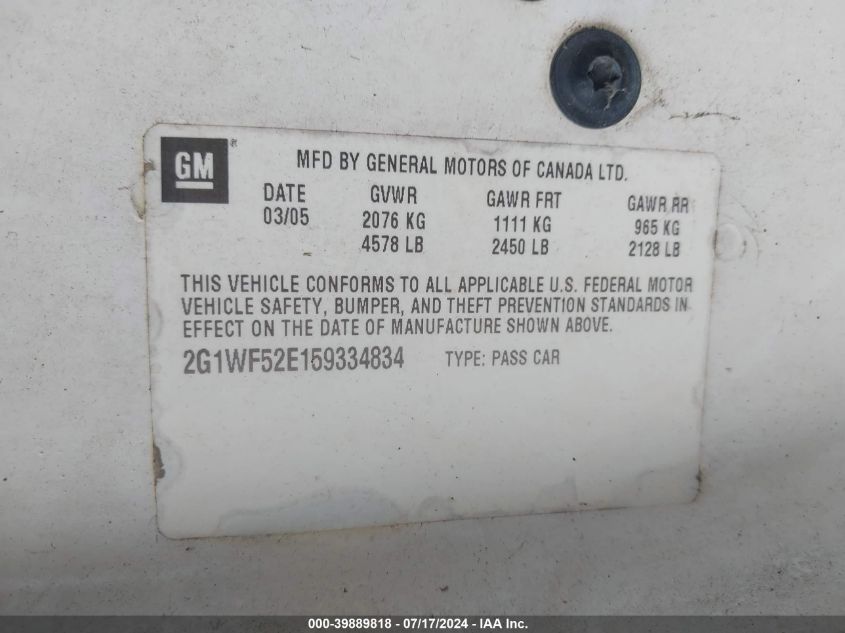 GM®
MFD BY GENERAL MOTORS OF CANADA LTD.
DATE GVWR GAWR FRT GAWR RR
03/05 2076 KG 1111 KG 965 KG
4578 LB 2450 LB 2128 LB
THIS VEHICLE CONFORMS TO ALL APPLICABLE U.S. FEDERAL MOTOR
VEHICLE SAFETY, BUMPER, AND THEFT PREVENTION STANDARDS IN
EFFECT ON THE DATE OF MANUFACTURE SHOWN ABOVE.
2G1WF52E159334834 TYPE: PASS CAR
000-39889818 - 07/17/2024 - IAA Inc.